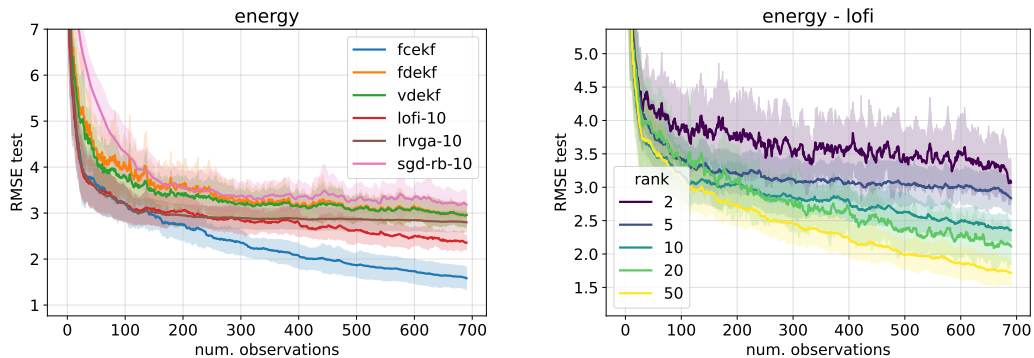 energy
7
6
5
4
3
2
1
RMSE test
fcekf
fdekf
vdekf
lofi-10
lrvga-10
sgd-rb-10
0 100 200 300 400 500 600 700
num. observations
energy - lofi
5.0
4.5
4.0
3.5
3.0
2.5
2.0
1.5
RMSE test
rank
2
5
10
20
50
0 100 200 300 400 500 600 700
num. observations